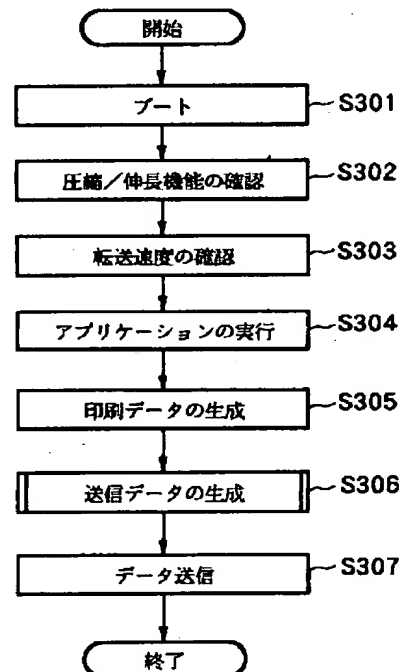 開始
ブート S301
圧縮/伸長機能の確認 S302
転送速度の確認 S303
アプリケーションの実行 S304
印刷データの生成 S305
送信データの生成 S306
データ送信 S307
終了